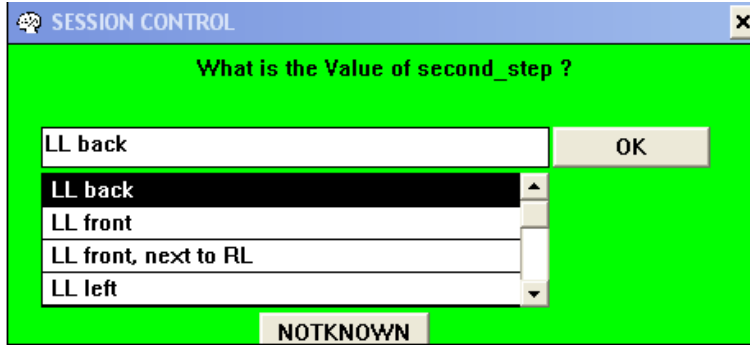 SESSION CONTROL
What is the Value of second_step ?
LL back
OK
LL back
LL front
LL front, next to RL
LL left
NOTKNOWN